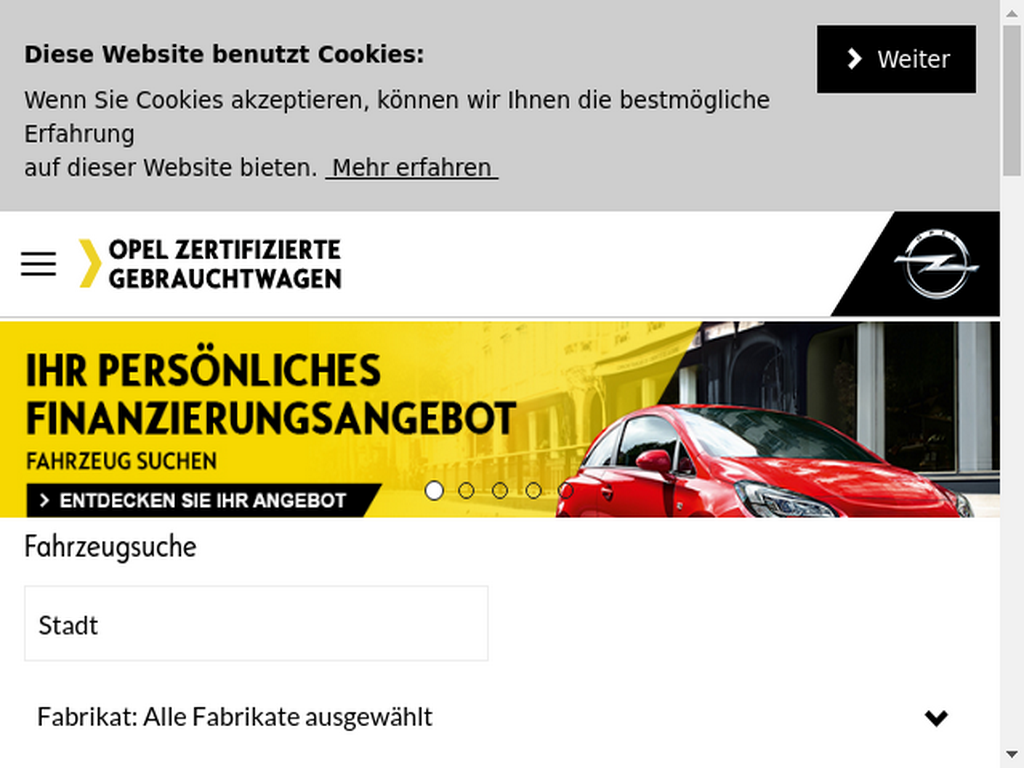 Diese Website benutzt Cookies:
Wenn Sie Cookies akzeptieren, können wir Ihnen die bestmögliche
Erfahrung
auf dieser Website bieten. Mehr erfahren
Weiter
OPEL ZERTIFIZIERTE
GEBRAUCHTWAGEN
OPEL
IHR PERSÖNLICHES
FINANZIERUNGSANGEBOT
FAHRZEUG SUCHEN
ENTDECKEN SIE IHR ANGEBOT
Fahrzeugsuche
Stadt
Fabrikat: Alle Fabrikate ausgewählt